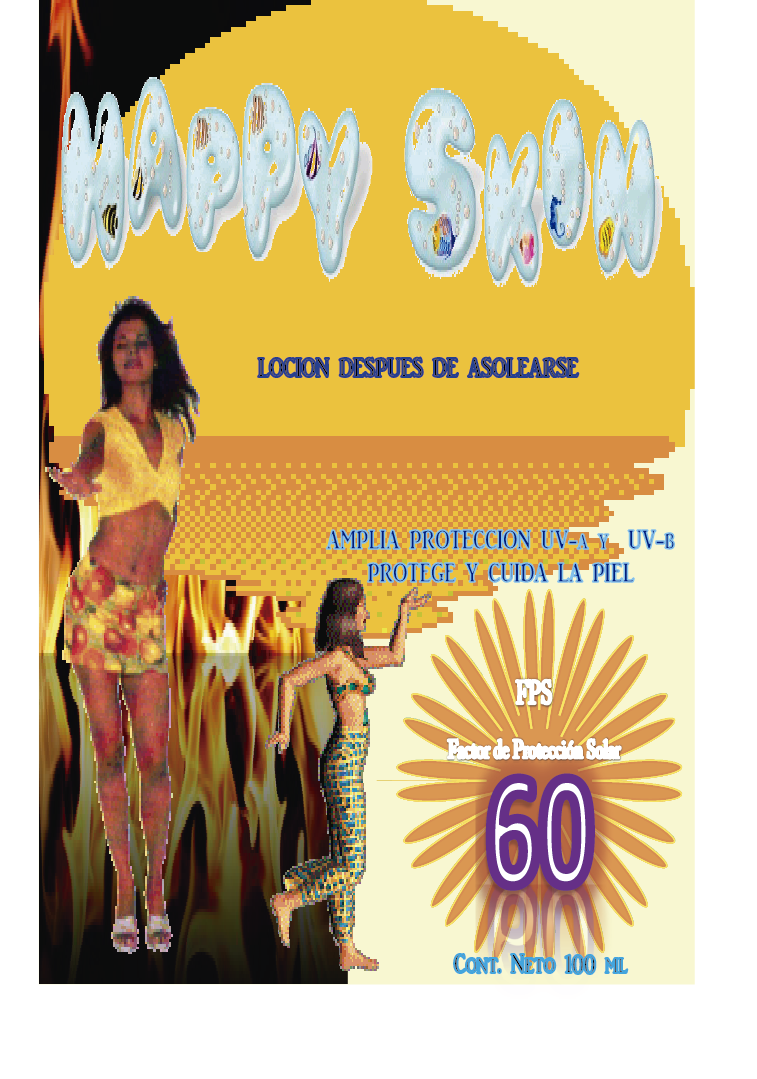 HAPPY SKIN
LOCION DESPUES DE ASOLEARSE
AMPLIA PROTECCION UV-A Y UV-B
PROTEGE Y CUIDA LA PIEL
FPS
Factor de Protección Solar
60
CONT. NETO 100 ML